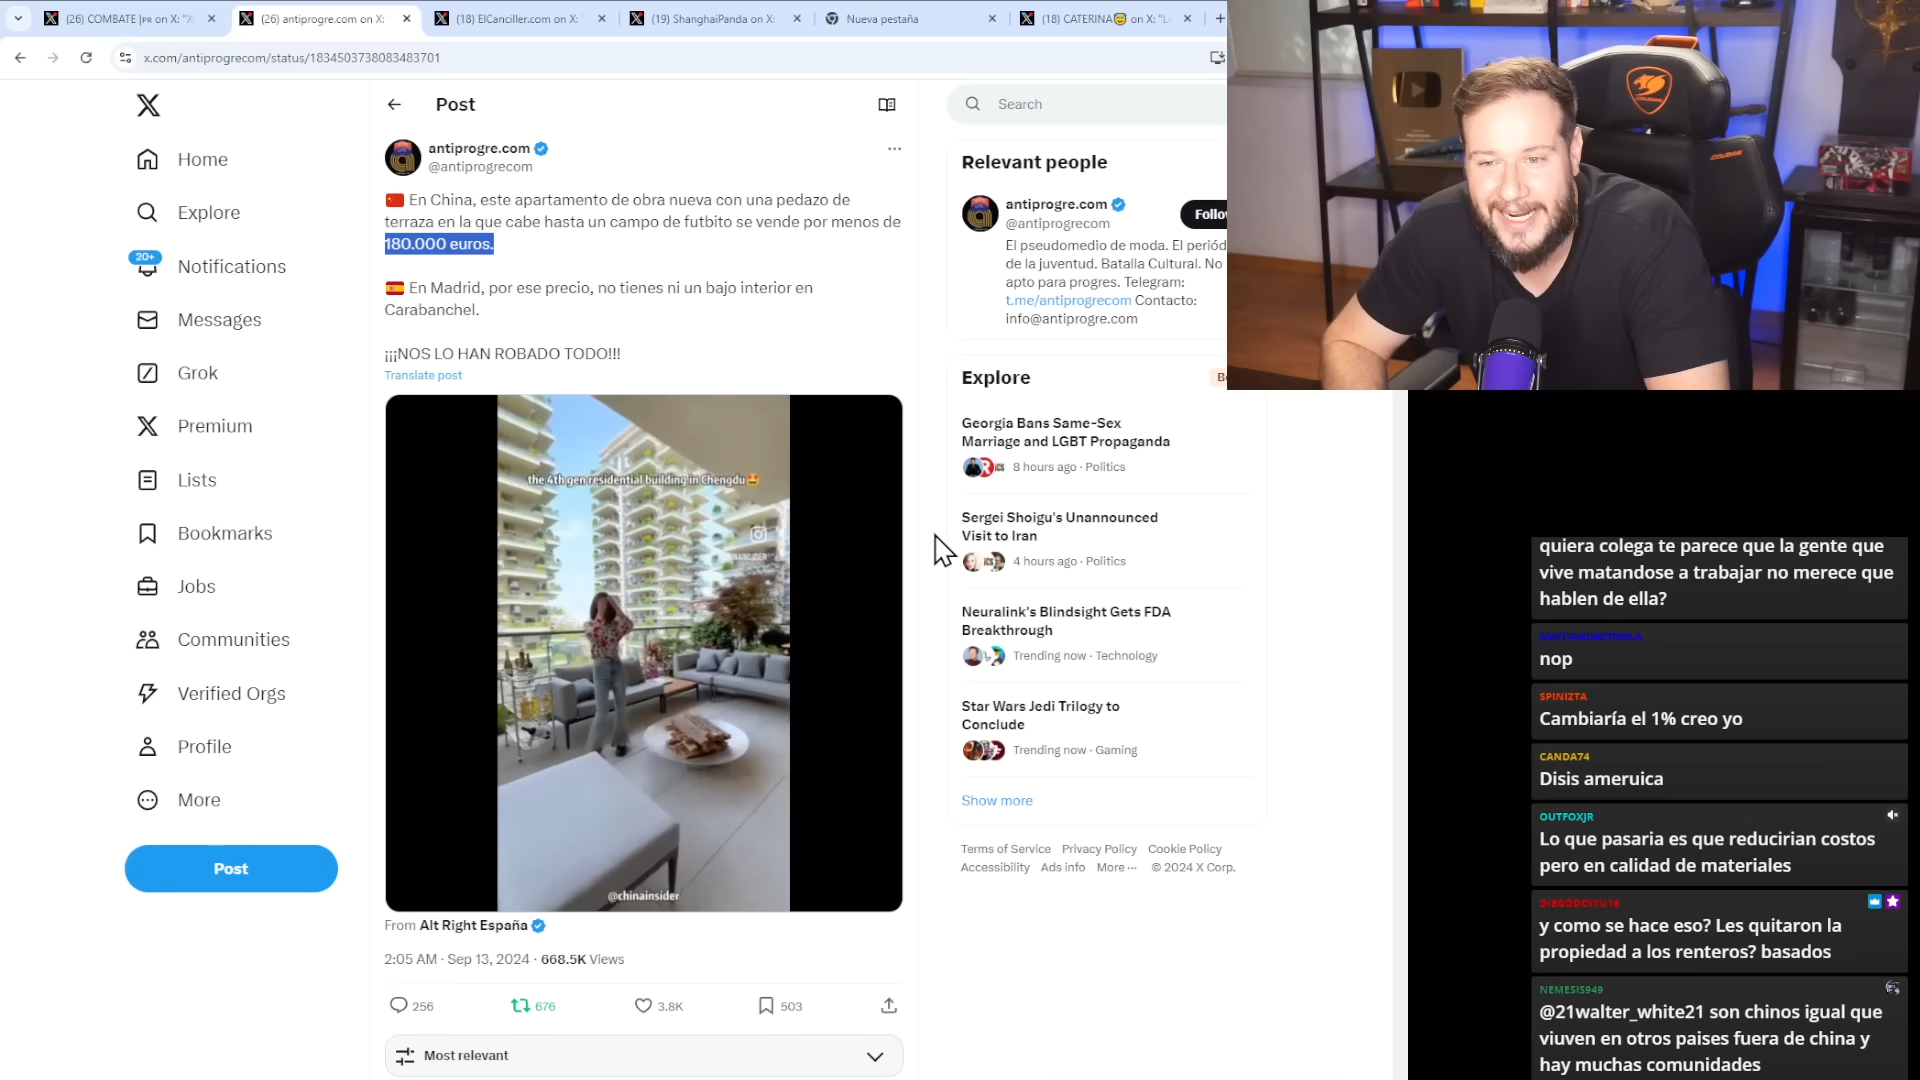 (26) COMBATE |ᴘʀ on X: "X
(26) antiprogre.com on X:
(18) ElCanciller.com on X:
(19) ShanghaiPanda on X:
Nueva pestaña
(18) CATERINA😇 on X: "La
x.com/antiprogrecom/status/1834503738083483701
Home
Explore
20+
Notifications
Messages
Grok
Premium
Lists
Bookmarks
Jobs
Communities
Verified Orgs
Profile
More
Post
Post
antiprogre.com
@antiprogrecom
🇨🇳 En China, este apartamento de obra nueva con una pedazo de
terraza en la que cabe hasta un campo de futbito se vende por menos de
180.000 euros.
🇪🇸 En Madrid, por ese precio, no tienes ni un bajo interior en
Carabanchel.
¡¡¡NOS LO HAN ROBADO TODO!!!
Translate post
the 4th gen residential building in Chengdu🤩
@chinainsider
From Alt Right España
2:05 AM · Sep 13, 2024 · 668.5K Views
256
676
3.8K
503
Most relevant
Search
Relevant people
antiprogre.com
@antiprogrecom
Follow
El pseudomedio de moda. El periód
de la juventud. Batalla Cultural. No
apto para progres. Telegram:
t.me/antiprogrecom Contacto:
info@antiprogre.com
Explore
Be
Georgia Bans Same-Sex
Marriage and LGBT Propaganda
8 hours ago · Politics
Sergei Shoigu's Unannounced
Visit to Iran
4 hours ago · Politics
Neuralink's Blindsight Gets FDA
Breakthrough
Trending now · Technology
Star Wars Jedi Trilogy to
Conclude
Trending now · Gaming
Show more
Terms of Service Privacy Policy Cookie Policy
Accessibility Ads info More ··· © 2024 X Corp.
COUGAR
quiera colega te parece que la gente que
vive matandose a trabajar no merece que
hablen de ella?
nop
SPINIZTA
Cambiaría el 1% creo yo
CANDA74
Disis ameruica
OUTFOXJR
Lo que pasaria es que reducirian costos
pero en calidad de materiales
DIEGODOIYU16
y como se hace eso? Les quitaron la
propiedad a los renteros? basados
NEMESIS949
@21walter_white21 son chinos igual que
viuven en otros paises fuera de china y
hay muchas comunidades